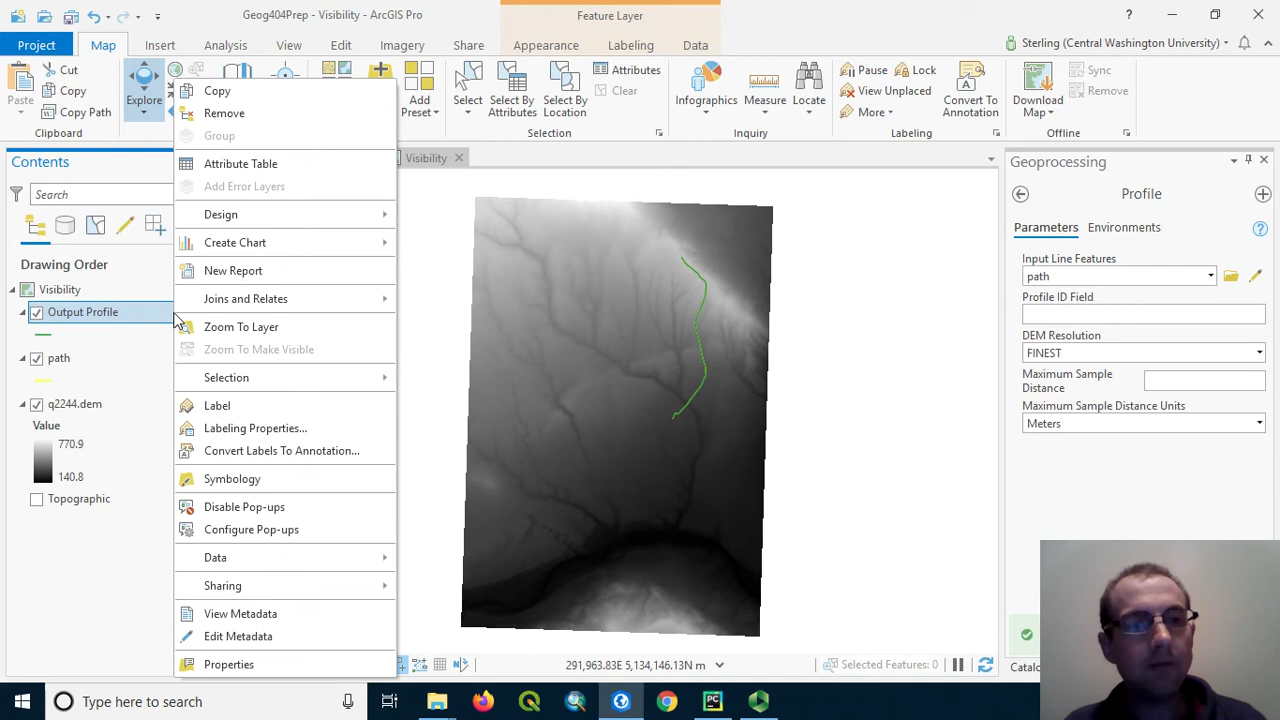 Geog404Prep - Visibility - ArcGIS Pro
Feature Layer
?
Project
Map
Insert
Analysis
View
Edit
Imagery
Share
Appearance
Labeling
Data
Sterling (Central Washington University)
Paste
Cut
Copy
Copy Path
Clipboard
Explore
Add
Preset
Select
Select By
Attributes
Select By
Location
Attributes
Clear
Selection
Infographics
Measure
Locate
Inquiry
Pause
Lock
View Unplaced
More
Convert To
Annotation
Labeling
Download
Map
Sync
Remove
Offline
Contents
Search
Drawing Order
Visibility
Output Profile
path
q2244.dem
Value
770.9
140.8
Topographic
Copy
Remove
Group
Attribute Table
Add Error Layers
Design
Create Chart
New Report
Joins and Relates
Zoom To Layer
Zoom To Make Visible
Selection
Label
Labeling Properties...
Convert Labels To Annotation...
Symbology
Disable Pop-ups
Configure Pop-ups
Data
Sharing
View Metadata
Edit Metadata
Properties
Visibility
291,963.83E 5,134,146.13N m
Selected Features: 0
Geoprocessing
Profile
Parameters
Environments
?
Input Line Features
path
Profile ID Field
DEM Resolution
FINEST
Maximum Sample
Distance
Maximum Sample Distance Units
Meters
Catalo
Type here to search
PC